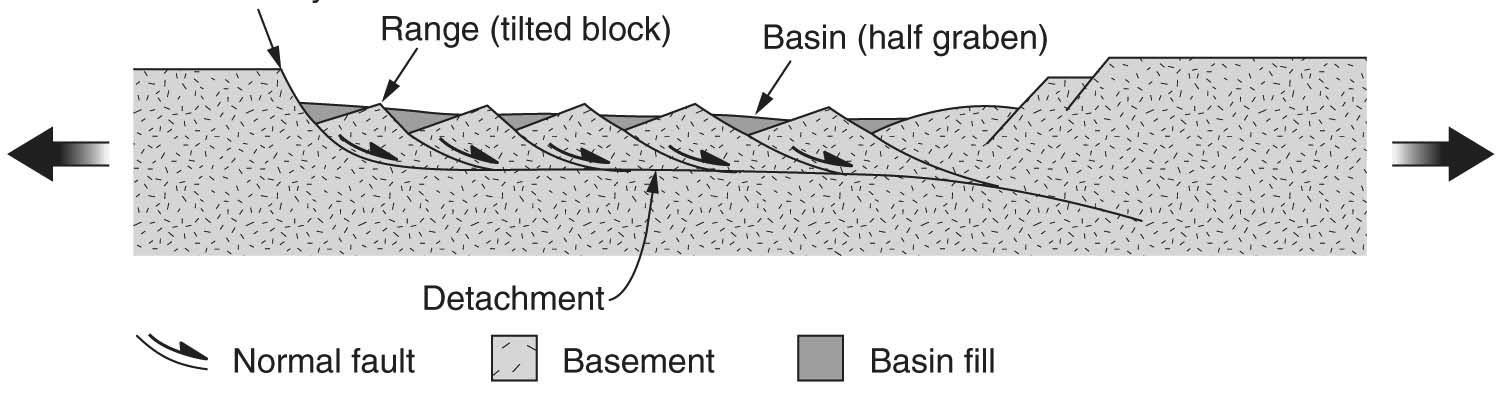 Range (tilted block)
Basin (half graben)
Detachment
Normal fault
Basement
Basin fill